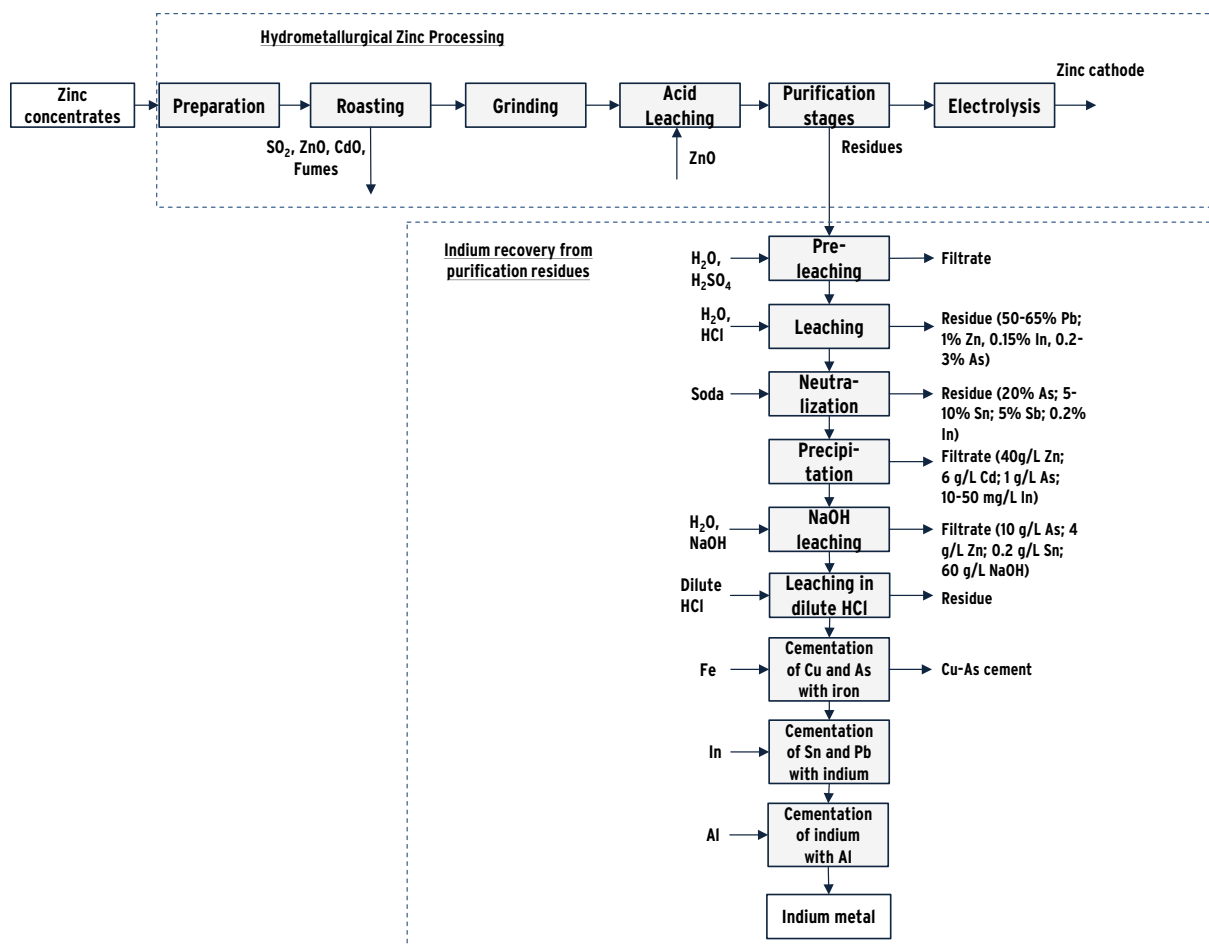 Hydrometallurgical Zinc Processing
Zinc
concentrates
Preparation
Roasting
Grinding
Acid
Leaching
Purification
stages
Electrolysis
Zinc cathode
SO₂, ZnO, CdO,
Fumes
ZnO
Residues
Indium recovery from
purification residues
H₂O,
H₂SO₄
Pre-
leaching
Filtrate
H₂O,
HCl
Leaching
Residue (50-65% Pb;
1% Zn, 0.15% In, 0.2-
3% As)
Soda
Neutra-
lization
Residue (20% As; 5-
10% Sn; 5% Sb; 0.2%
In)
Precipi-
tation
Filtrate (40g/L Zn;
6 g/L Cd; 1 g/L As;
10-50 mg/L In)
H₂O,
NaOH
NaOH
leaching
Filtrate (10 g/L As; 4
g/L Zn; 0.2 g/L Sn;
60 g/L NaOH)
Dilute
HCl
Leaching in
dilute HCl
Residue
Fe
Cementation
of Cu and As
with iron
Cu-As cement
In
Cementation
of Sn and Pb
with indium
Al
Cementation
of indium
with Al
Indium metal